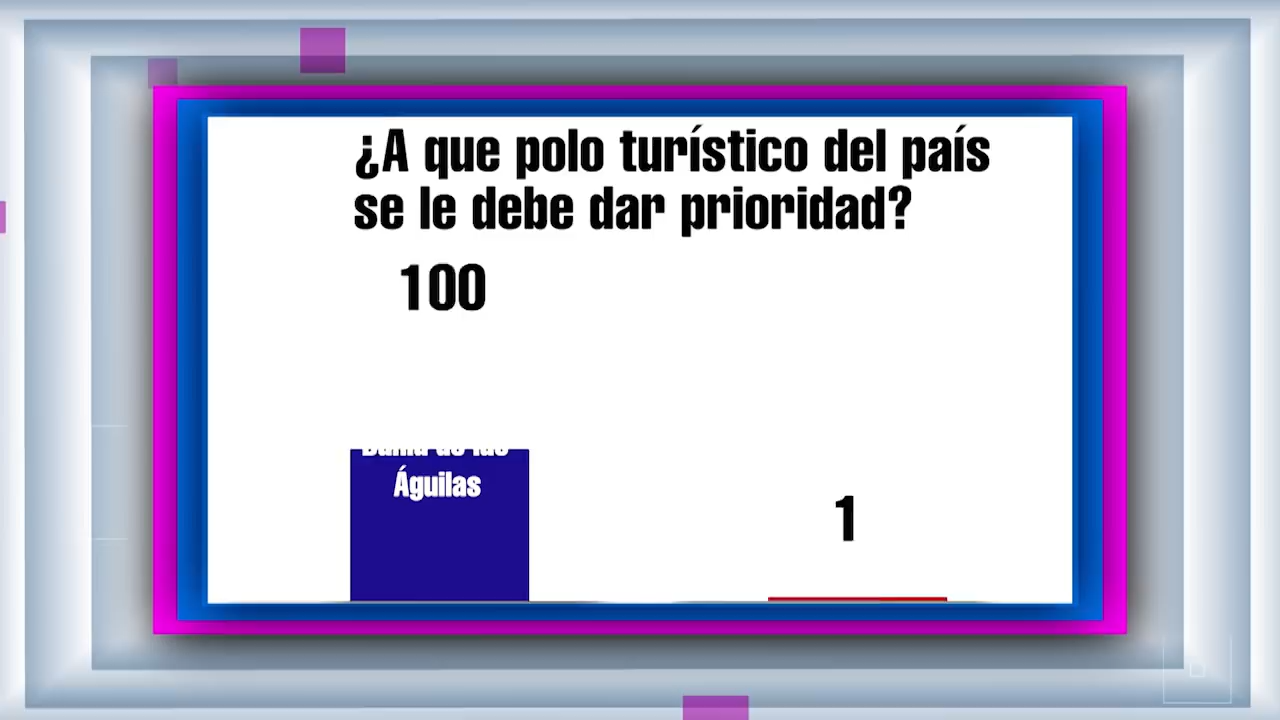 ¿A que polo turístico del país
se le debe dar prioridad?
100
Águilas
1